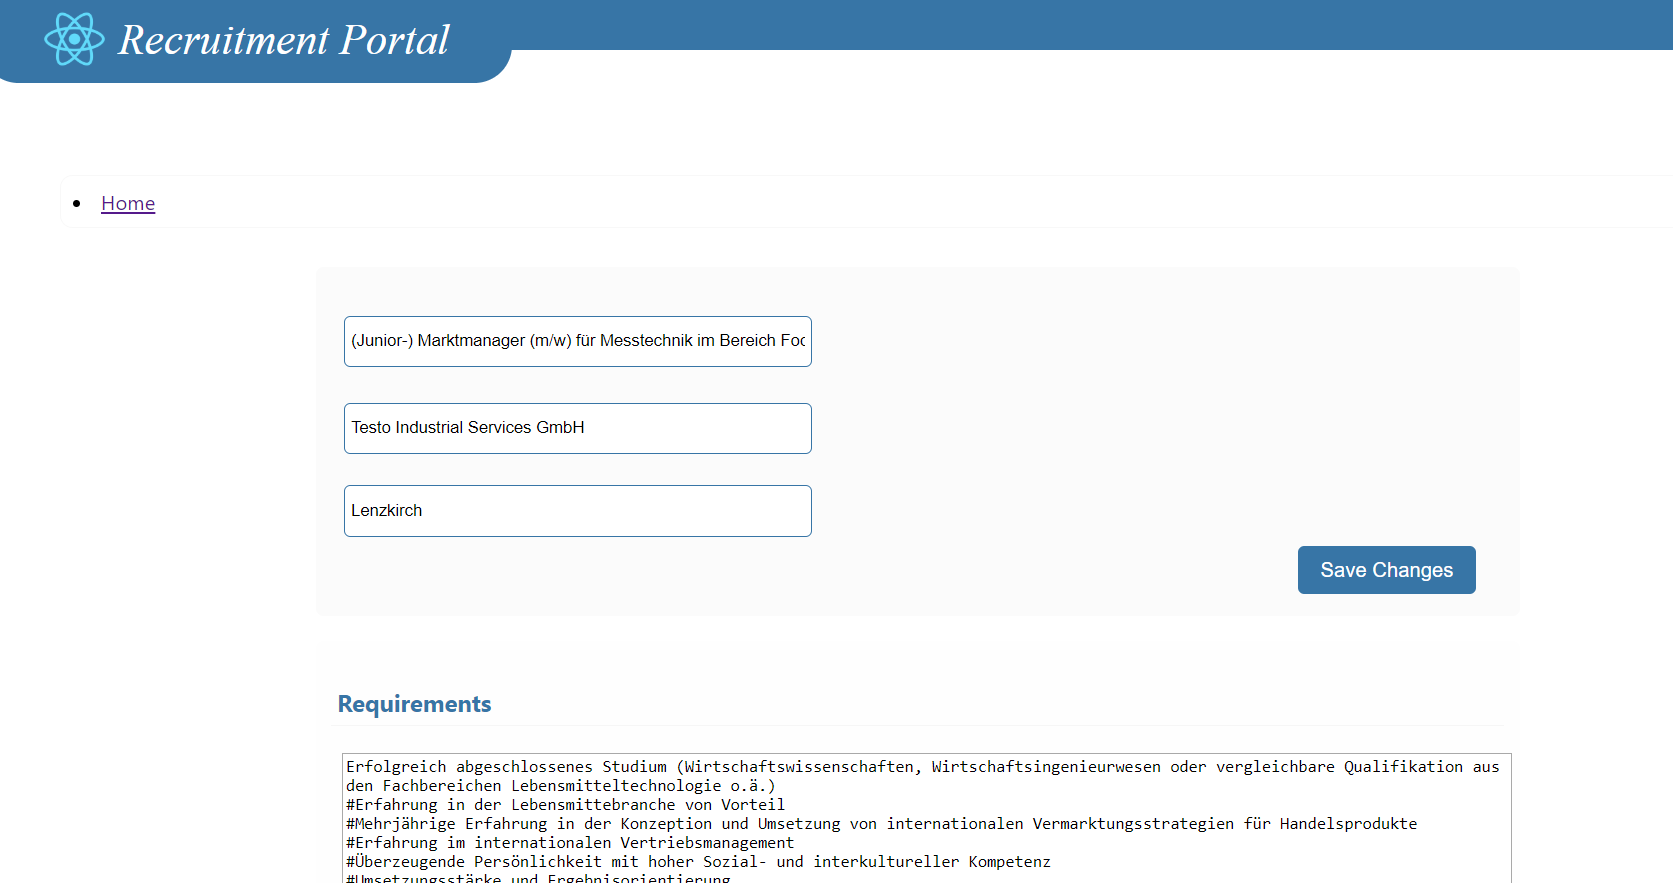 Recruitment Portal
Home
(Junior-) Marktmanager (m/w) für Messtechnik im Bereich Foo
Testo Industrial Services GmbH
Lenzkirch
Save Changes
Requirements
Erfolgreich abgeschlossenes Studium (Wirtschaftswissenschaften, Wirtschaftsingenieurwesen oder vergleichbare Qualifikation aus
den Fachbereichen Lebensmitteltechnologie o.ä.)
#Erfahrung in der Lebensmittebranche von Vorteil
#Mehrjährige Erfahrung in der Konzeption und Umsetzung von internationalen Vermarktungsstrategien für Handelsprodukte
#Erfahrung im internationalen Vertriebsmanagement
#Überzeugende Persönlichkeit mit hoher Sozial- und interkultureller Kompetenz
#Umsetzungsstärke und Ergebnisorientierung